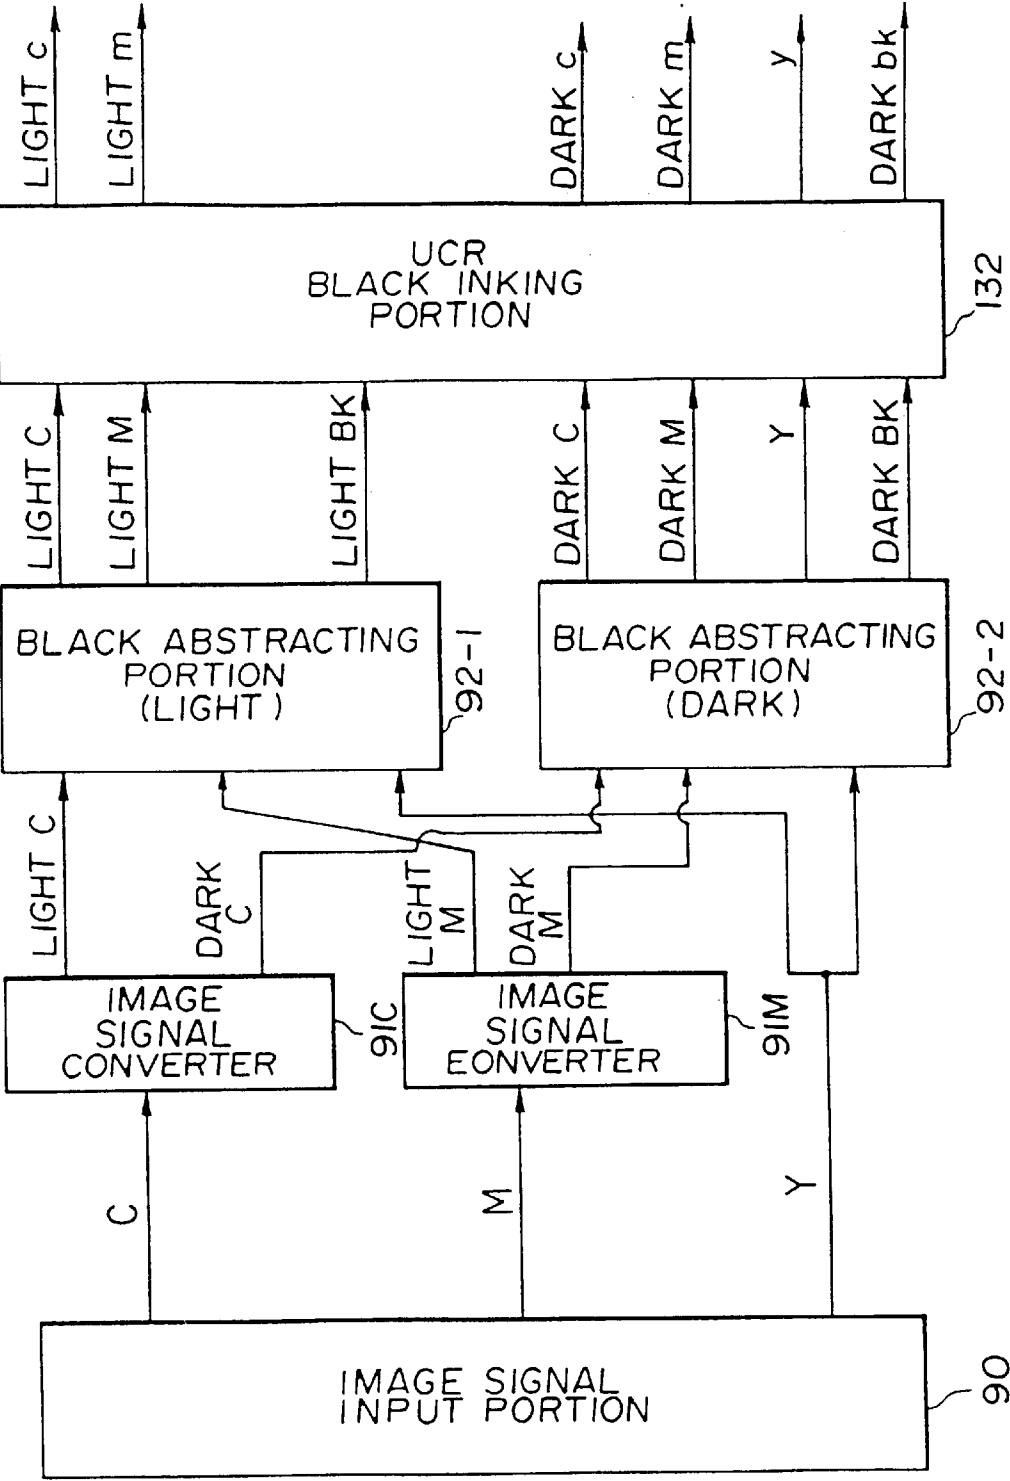 LIGHT c
LIGHT m
DARK c
DARK m
y
DARK bk
UCR
BLACK INKING
PORTION
132
LIGHT C
LIGHT M
LIGHT BK
DARK C
DARK M
Y
DARK BK
BLACK ABSTRACTING
PORTION
(LIGHT)
92-1
BLACK ABSTRACTING
PORTION
(DARK)
92-2
LIGHT C
DARK
C
LIGHT
M
DARK
M
IMAGE
SIGNAL
CONVERTER
91C
IMAGE
SIGNAL
EONVERTER
91M
C
M
Y
IMAGE SIGNAL
INPUT PORTION
90